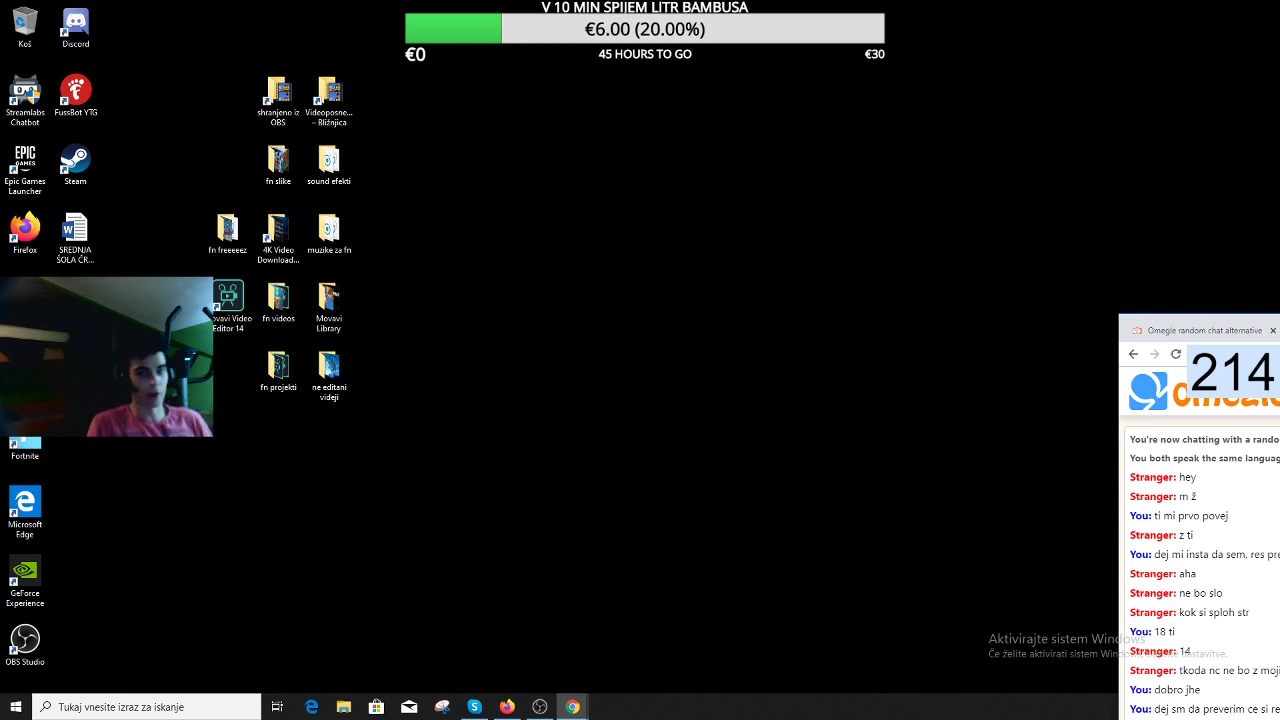 V 10 MIN SPIJEM LITR BAMBUSA
€6.00 (20.00%)
€0
45 HOURS TO GO
€30
Koš
Discord
Streamlabs
Chatbot
FussBot YTG
shranjeno iz
OBS
Videoposne...
– Bližnjica
Epic Games
Launcher
Steam
fn slike
sound efekti
Firefox
SREDNJA
ŠOLA ČR...
fn freeeeez
4K Video
Download...
muzike za fn
ovavi Video
Editor 14
fn videos
Movavi
Library
fn projekti
ne editani
videji
Fortnite
Microsoft
Edge
GeForce
Experience
OBS Studio
Omegle random chat alternative
214
You're now chatting with a rando
You both speak the same languag
Stranger: hey
Stranger: m ž
You: ti mi prvo povej
Stranger: z ti
You: dej mi insta da sem, res pre
Stranger: aha
Stranger: ne bo slo
Stranger: kok si sploh str
You: 18 ti
Stranger: 14
Stranger: tkoda nc ne bo z moji
You: dobro jhe
You: dej sm da preverim ce si re
Aktivirajte sistem Windows
Če želite aktivirati sistem
Tukaj vnesite izraz za iskanje